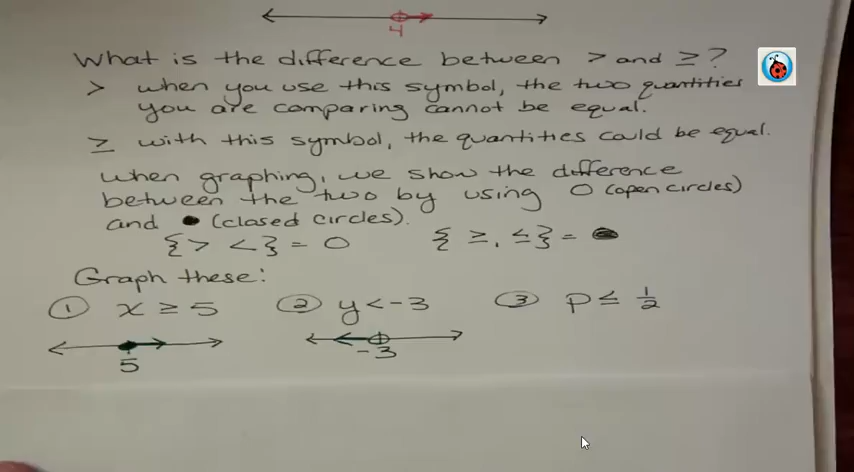 4
What is the difference between > and ≥?
> when you use this symbol, the two quantities
you are comparing cannot be equal.
≥ with this symbol, the quantities could be equal.
When graphing, we show the difference
between the two by using O (open circles)
and ● (closed circles).
{> <} = O {≥, ≤} = ●
Graph these:
① x ≥ 5 ② y < -3 ③ p ≤ 1/2
5 -3